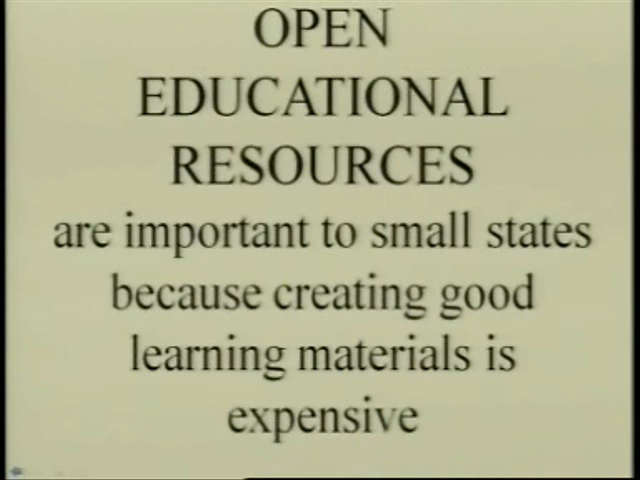 OPEN
EDUCATIONAL
RESOURCES
are important to small states
because creating good
learning materials is
expensive